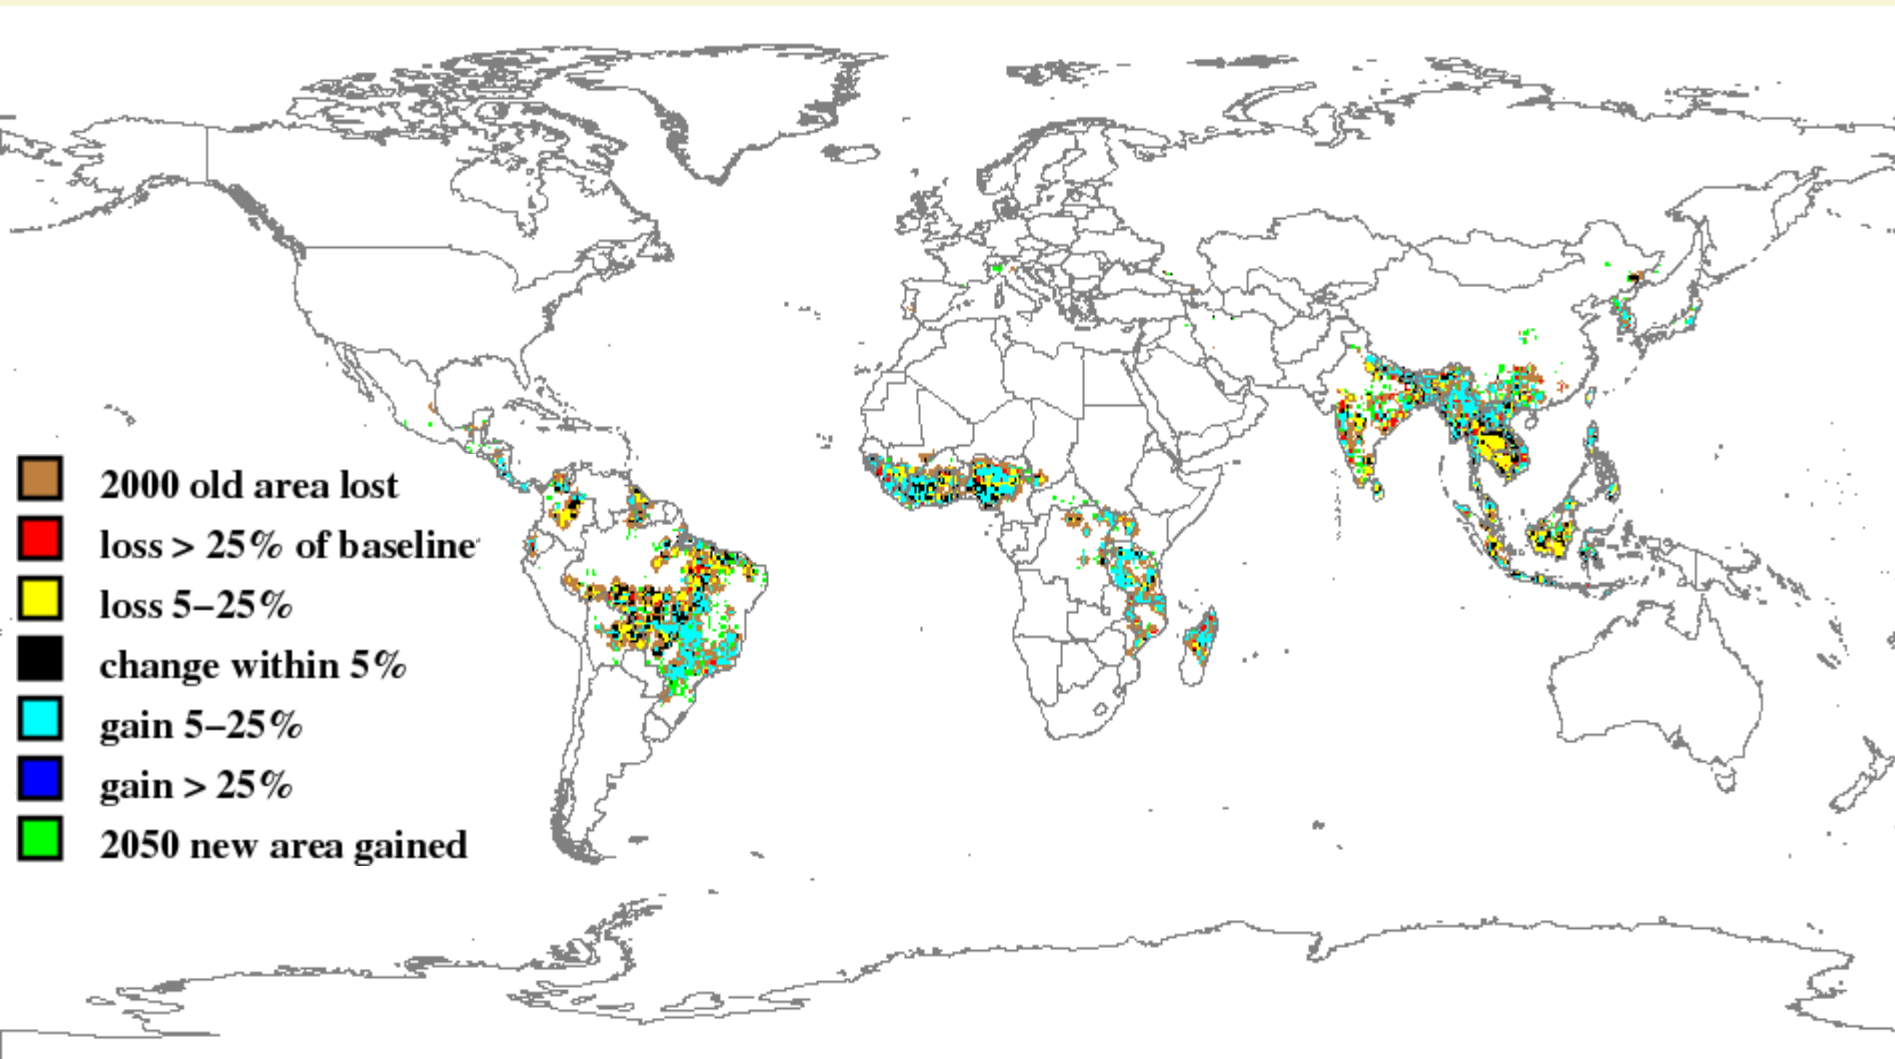 2000 old area lost
loss > 25% of baseline
loss 5–25%
change within 5%
gain 5–25%
gain > 25%
2050 new area gained